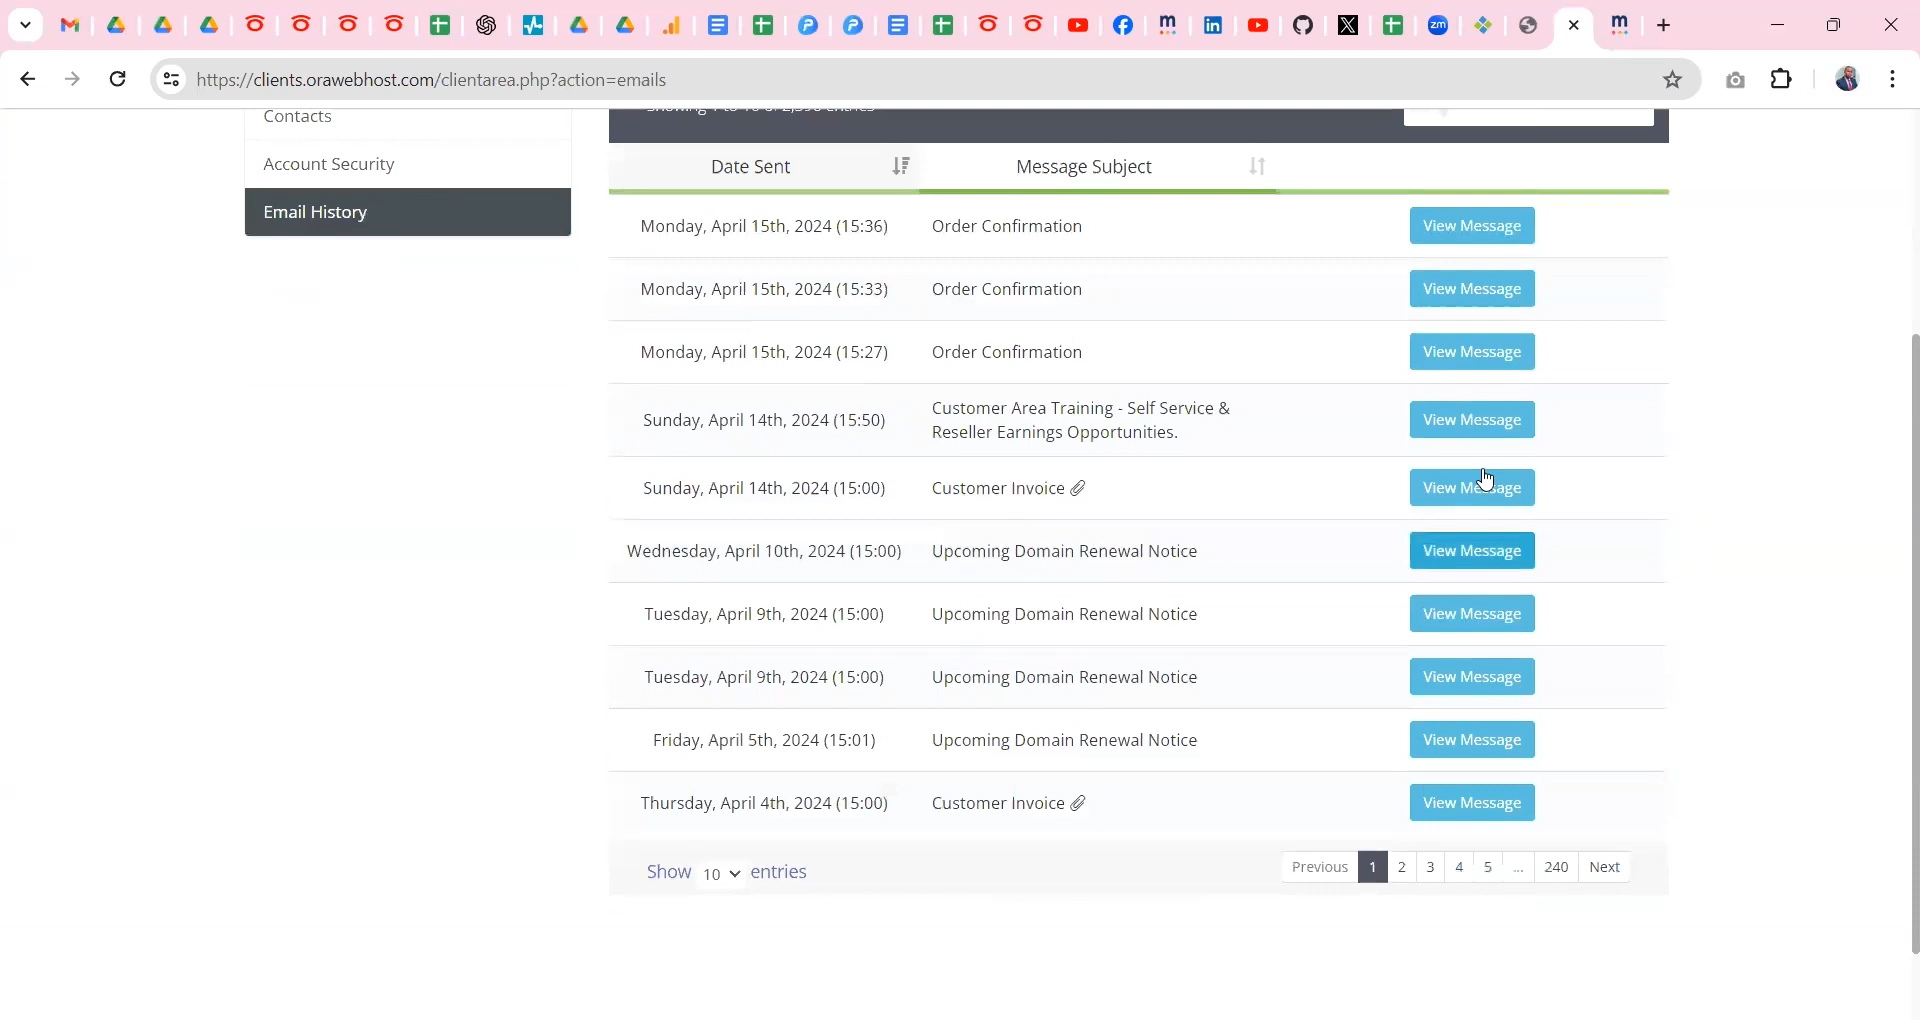 https://clients.orawebhost.com/clientarea.php?action=emails
Contacts
Account Security
Email History
Date Sent Message Subject
Monday, April 15th, 2024 (15:36) Order Confirmation View Message
Monday, April 15th, 2024 (15:33) Order Confirmation View Message
Monday, April 15th, 2024 (15:27) Order Confirmation View Message
Sunday, April 14th, 2024 (15:50) Customer Area Training - Self Service & View Message
Reseller Earnings Opportunities.
Sunday, April 14th, 2024 (15:00) Customer Invoice View Message
Wednesday, April 10th, 2024 (15:00) Upcoming Domain Renewal Notice View Message
Tuesday, April 9th, 2024 (15:00) Upcoming Domain Renewal Notice View Message
Tuesday, April 9th, 2024 (15:00) Upcoming Domain Renewal Notice View Message
Friday, April 5th, 2024 (15:01) Upcoming Domain Renewal Notice View Message
Thursday, April 4th, 2024 (15:00) Customer Invoice View Message
Show 10 entries Previous 1 2 3 4 5 ... 240 Next